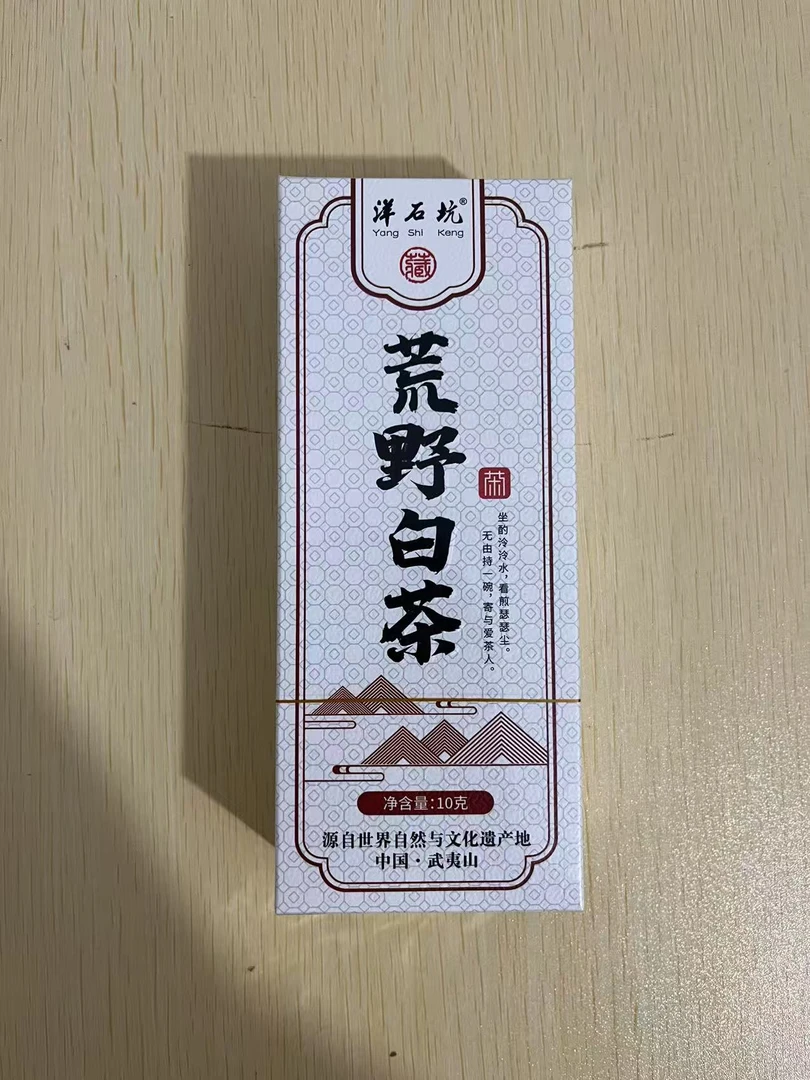 洋石坑®
Yang Shi Keng
藏
荒野白茶
茶
坐酌泠泠水，看煎瑟瑟尘。
无由持一碗，寄与爱茶人。
净含量:10克
源自世界自然与文化遗产地
中国·武夷山